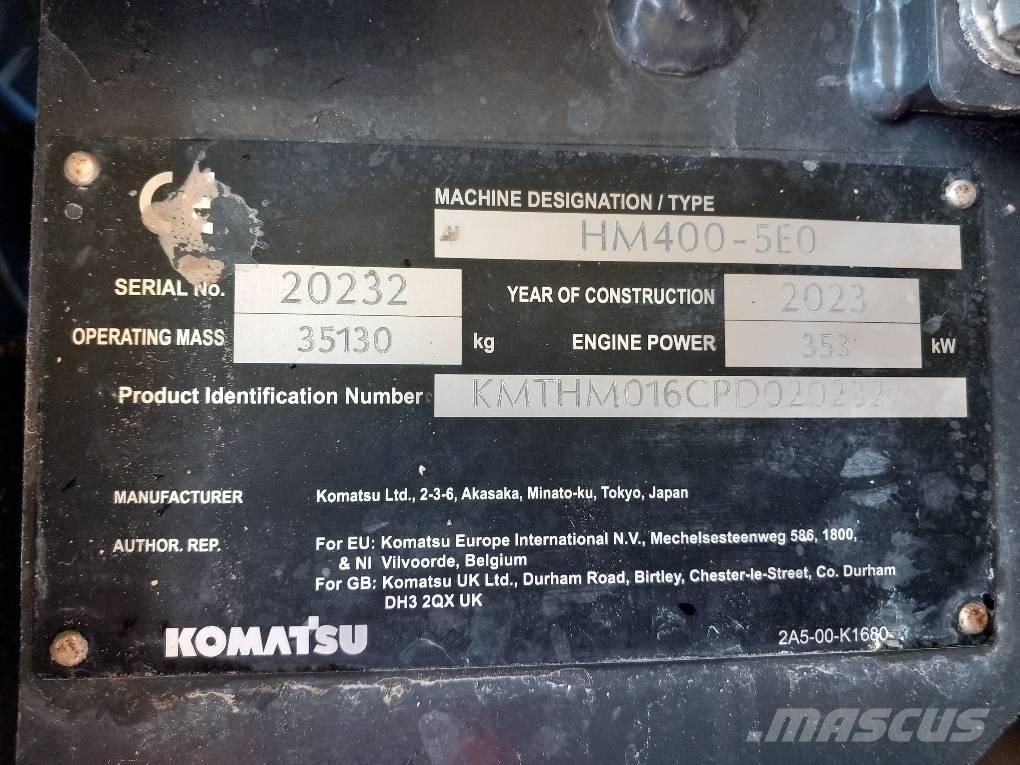 CE
MACHINE DESIGNATION / TYPE
HM400-5E0
SERIAL No. 20232 YEAR OF CONSTRUCTION 2023
OPERATING MASS 35130 kg ENGINE POWER 353 kW
Product Identification Number KMTHM016CPD020232
MANUFACTURER Komatsu Ltd., 2-3-6, Akasaka, Minato-ku, Tokyo, Japan
AUTHOR. REP. For EU: Komatsu Europe International N.V., Mechelsesteenweg 586, 1800,
& NI Vilvoorde, Belgium
For GB: Komatsu UK Ltd., Durham Road, Birtley, Chester-le-Street, Co. Durham
DH3 2QX UK
KOMATSU 2A5-00-K1680
MASCUS